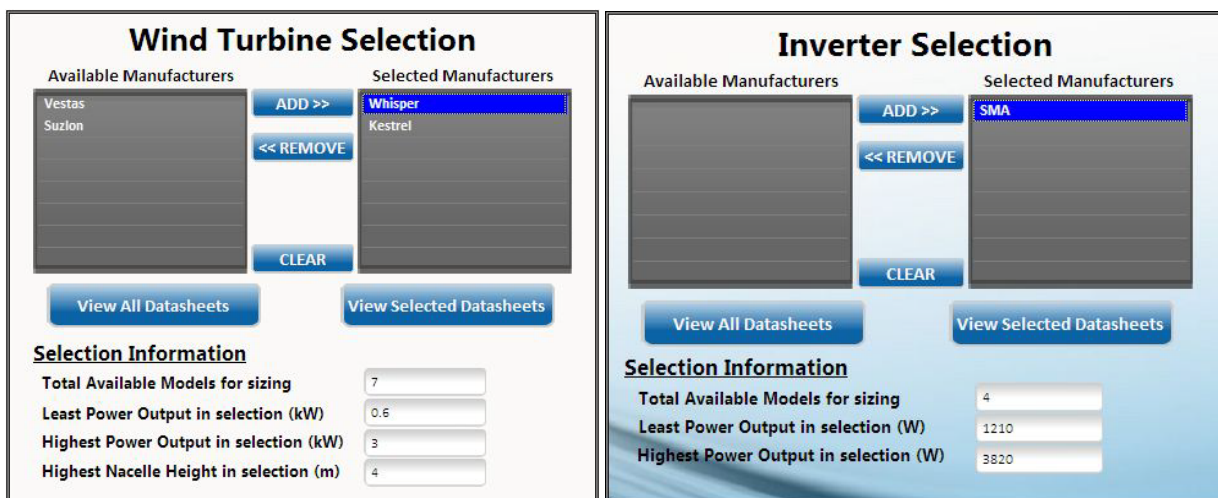 Wind Turbine Selection
Available Manufacturers
Selected Manufacturers
Vestas
Suzlon
ADD >>
<< REMOVE
CLEAR
Whisper
Kestrel
View All Datasheets
View Selected Datasheets
Selection Information
Total Available Models for sizing 7
Least Power Output in selection (kW) 0.6
Highest Power Output in selection (kW) 3
Highest Nacelle Height in selection (m) 4
Inverter Selection
Available Manufacturers
Selected Manufacturers
ADD >>
<< REMOVE
CLEAR
SMA
View All Datasheets
View Selected Datasheets
Selection Information
Total Available Models for sizing 4
Least Power Output in selection (W) 1210
Highest Power Output in selection (W) 3820